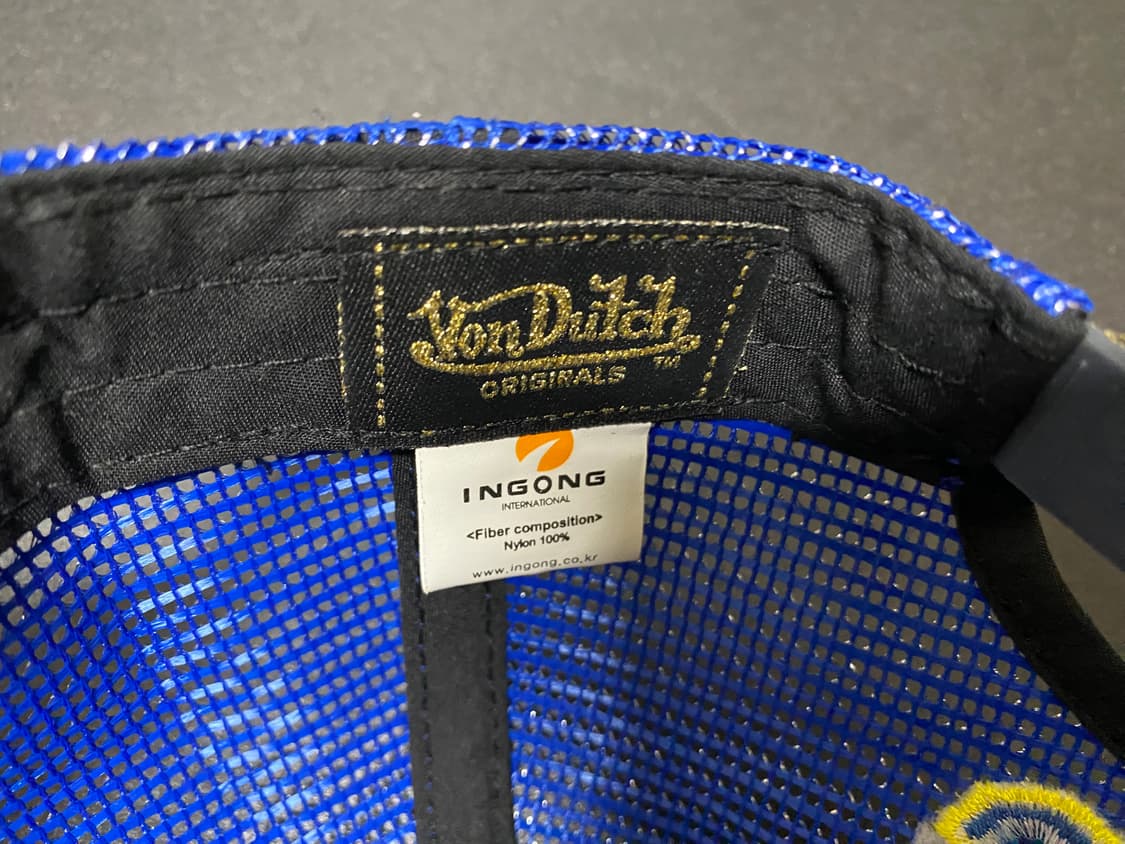 Von Dutch
ORIGINALS ™
INGONG
INTERNATIONAL
<Fiber composition>
Nylon 100%
www.ingong.co.kr